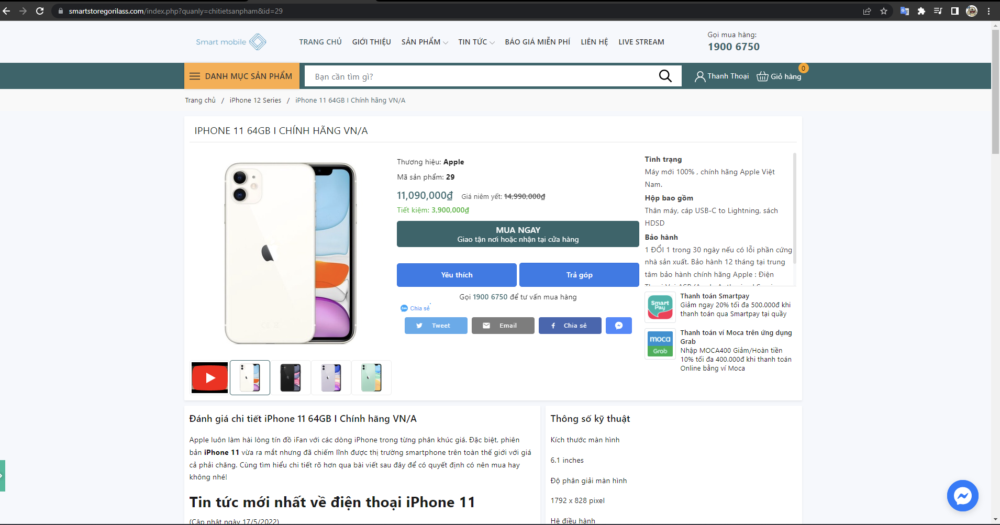 smartstoregorilass.com/index.php?quanly=chitietsanpham&id=29
Smart mobile
TRANG CHỦ
GIỚI THIỆU
SẢN PHẨM
TIN TỨC
BÁO GIÁ MIỄN PHÍ
LIÊN HỆ
LIVE STREAM
Gọi mua hàng:
1900 6750
DANH MỤC SẢN PHẨM
Bạn cần tìm gì?
Thanh Thoại
0
Giỏ hàng
Trang chủ / iPhone 12 Series / iPhone 11 64GB I Chính hãng VN/A
IPHONE 11 64GB I CHÍNH HÃNG VN/A
Thương hiệu: Apple
Mã sản phẩm: 29
11,090,000₫ Giá niêm yết: 14,990,000₫
Tiết kiệm: 3,900,000₫
MUA NGAY
Giao tận nơi hoặc nhận tại cửa hàng
Yêu thích
Trả góp
Gọi 1900 6750 để tư vấn mua hàng
Zalo Chia sẻ
Tweet
Email
Chia sẻ
Tình trạng
Máy mới 100% , chính hãng Apple Việt
Nam.
Hộp bao gồm
Thân máy, cáp USB-C to Lightning, sách
HDSD
Bảo hành
1 ĐỔI 1 trong 30 ngày nếu có lỗi phần cứng
nhà sản xuất. Bảo hành 12 tháng tại trung
tâm bảo hành chính hãng Apple : Điện
Smart
Pay
Thanh toán Smartpay
Giảm ngay 20% tối đa 500.000đ khi
thanh toán qua Smartpay tại quầy
moca
Grab
Thanh toán ví Moca trên ứng dụng
Grab
Nhập MOCA400 Giảm/Hoàn tiền
10% tối đa 400.000đ khi thanh toán
Online bằng ví Moca
Đánh giá chi tiết iPhone 11 64GB I Chính hãng VN/A
Apple luôn làm hài lòng tín đồ iFan với các dòng iPhone trong từng phân khúc giá. Đặc biệt, phiên
bản iPhone 11 vừa ra mắt nhưng đã chiếm lĩnh được thị trường smartphone trên toàn thế giới với giá
cả phải chăng. Cùng tìm hiểu chi tiết rõ hơn qua bài viết sau đây để có quyết định có nên mua hay
không nhé!
Tin tức mới nhất về điện thoại iPhone 11
(Cập nhật ngày 17/5/2022)
Thông số kỹ thuật
Kích thước màn hình
6.1 inches
Độ phân giải màn hình
1792 x 828 pixel
Hệ điều hành